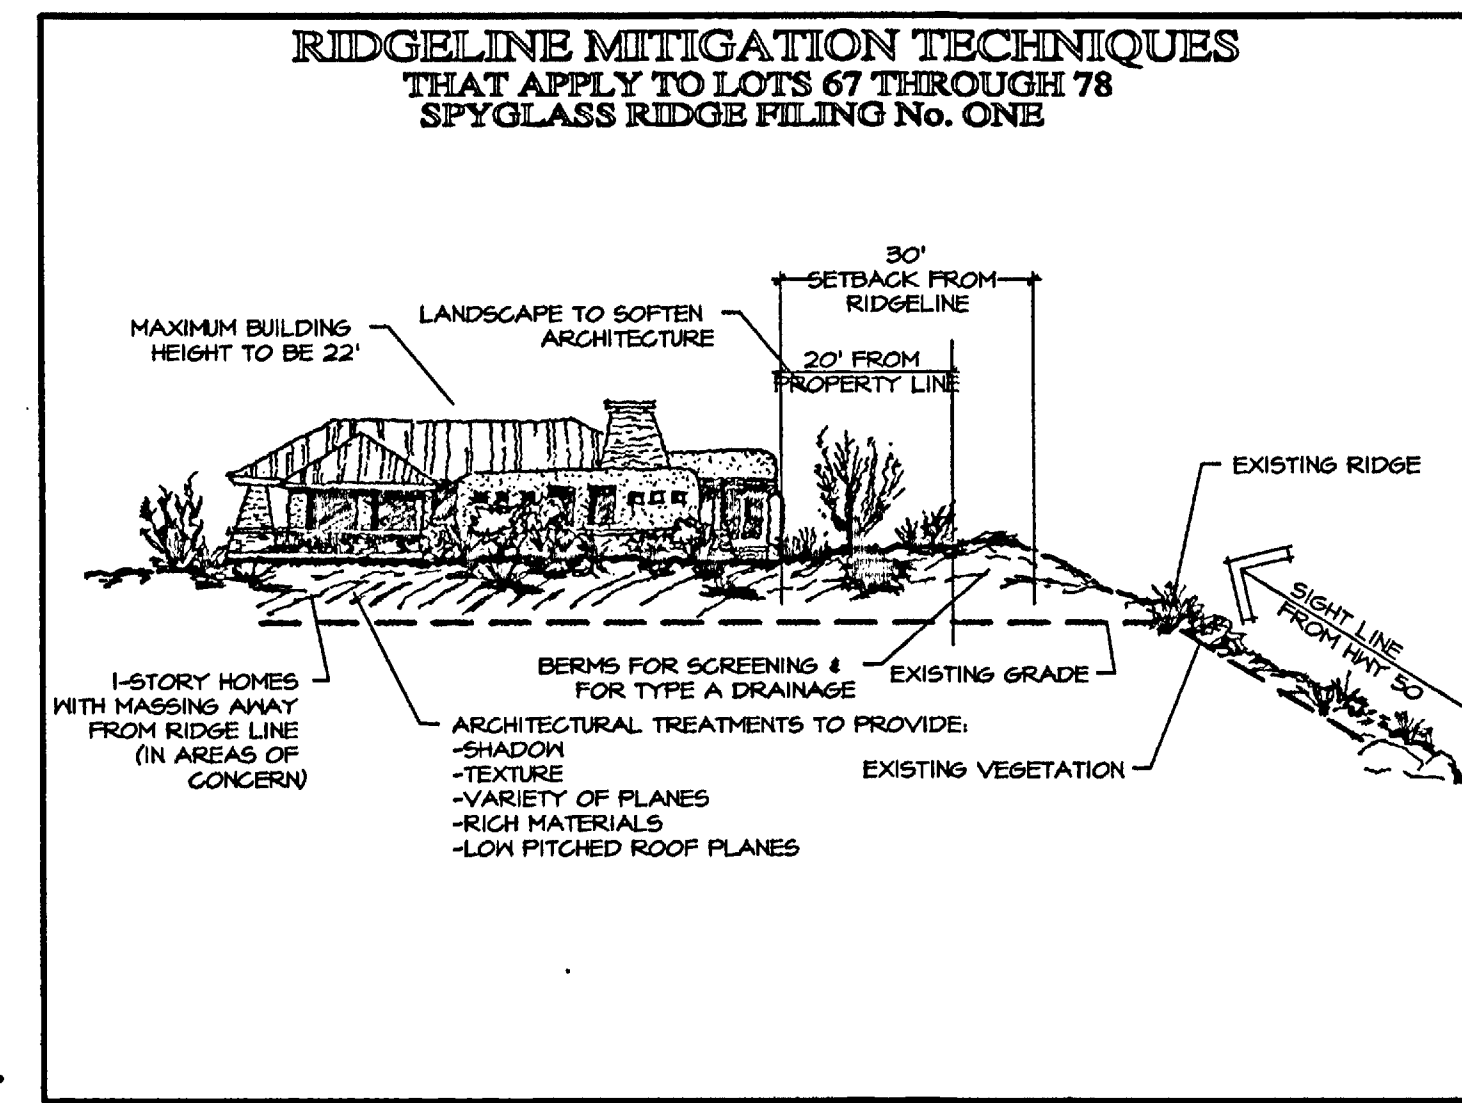 RIDGELINE MITIGATION TECHNIQUES
THAT APPLY TO LOTS 67 THROUGH 78
SPYGLASS RIDGE FILING No. ONE
30'
SETBACK FROM
RIDGELINE
LANDSCAPE TO SOFTEN
ARCHITECTURE
MAXIMUM BUILDING
HEIGHT TO BE 22'
20' FROM
PROPERTY LINE
EXISTING RIDGE
SIGHT LINE
FROM HWY 50
1-STORY HOMES
WITH MASSING AWAY
FROM RIDGE LINE
(IN AREAS OF
CONCERN)
BERMS FOR SCREENING &
FOR TYPE A DRAINAGE
EXISTING GRADE
ARCHITECTURAL TREATMENTS TO PROVIDE:
-SHADOW
-TEXTURE
-VARIETY OF PLANES
-RICH MATERIALS
-LOW PITCHED ROOF PLANES
EXISTING VEGETATION